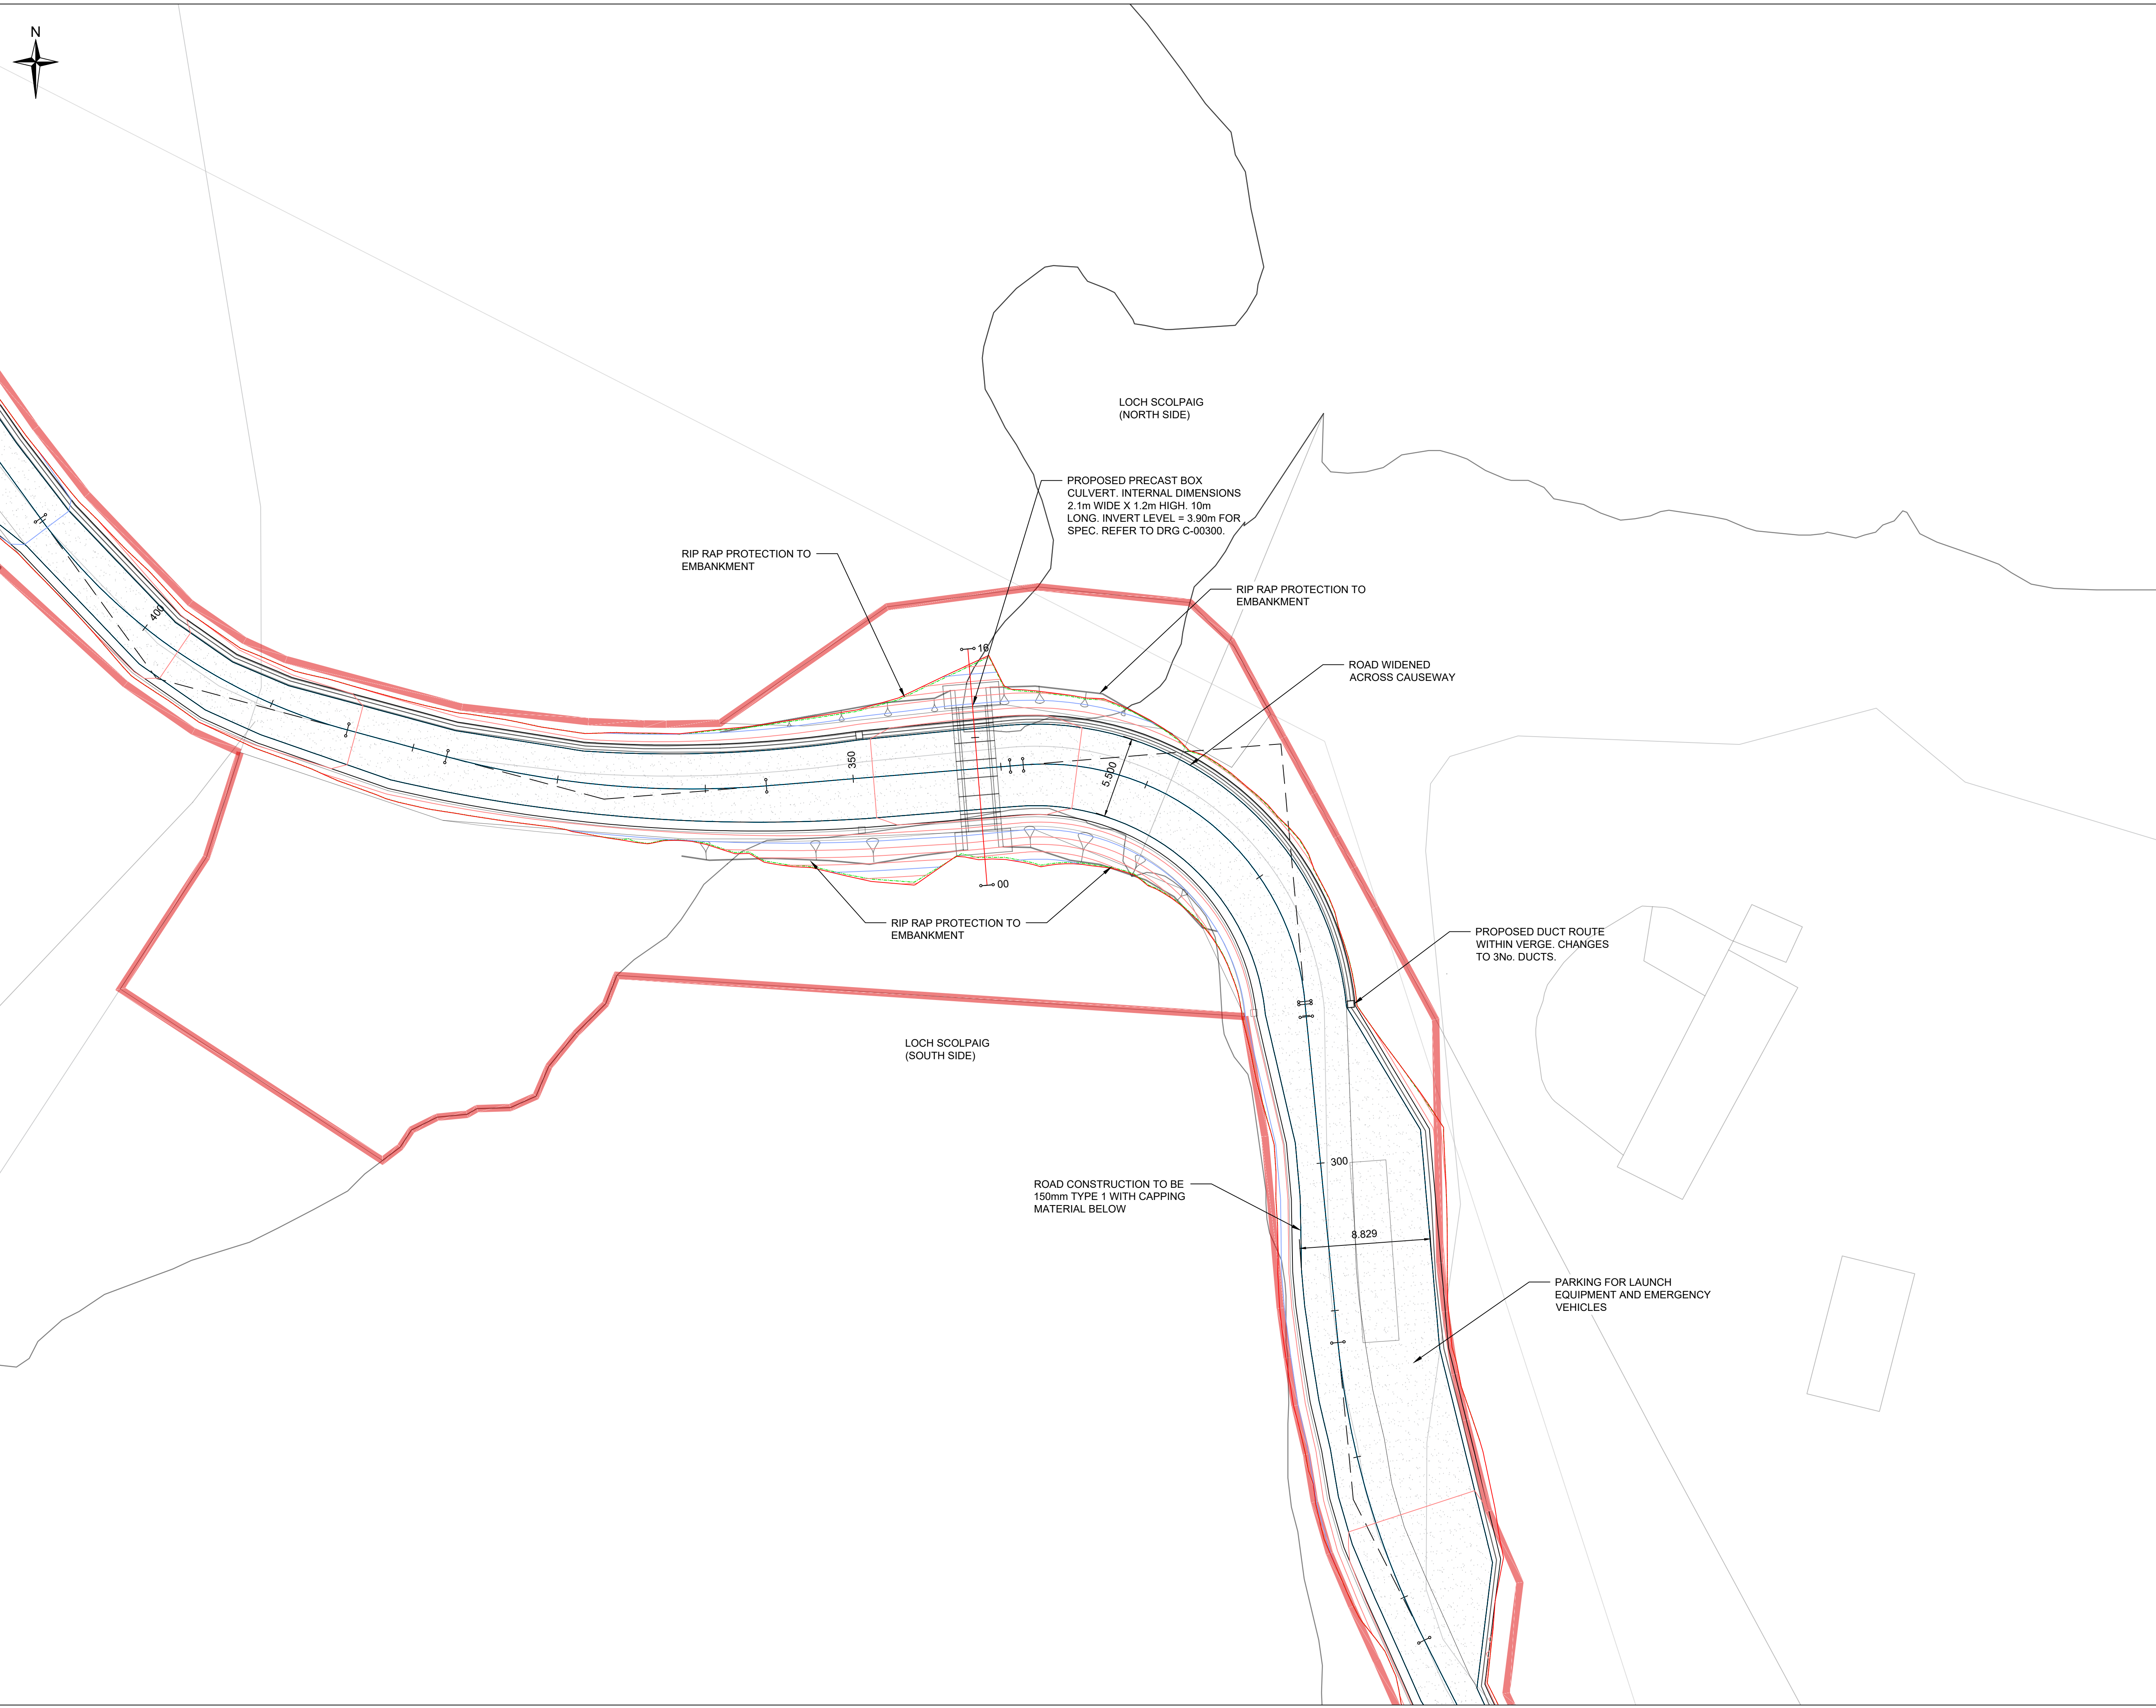 N
LOCH SCOLPAIG
(NORTH SIDE)
PROPOSED PRECAST BOX
CULVERT. INTERNAL DIMENSIONS
2.1m WIDE X 1.2m HIGH. 10m
LONG. INVERT LEVEL = 3.90m FOR
SPEC. REFER TO DRG C-00300.
RIP RAP PROTECTION TO
EMBANKMENT
RIP RAP PROTECTION TO
EMBANKMENT
400
16
ROAD WIDENED
ACROSS CAUSEWAY
350
5.500
00
RIP RAP PROTECTION TO
EMBANKMENT
PROPOSED DUCT ROUTE
WITHIN VERGE. CHANGES
TO 3No. DUCTS.
LOCH SCOLPAIG
(SOUTH SIDE)
300
ROAD CONSTRUCTION TO BE
150mm TYPE 1 WITH CAPPING
MATERIAL BELOW
8.829
PARKING FOR LAUNCH
EQUIPMENT AND EMERGENCY
VEHICLES